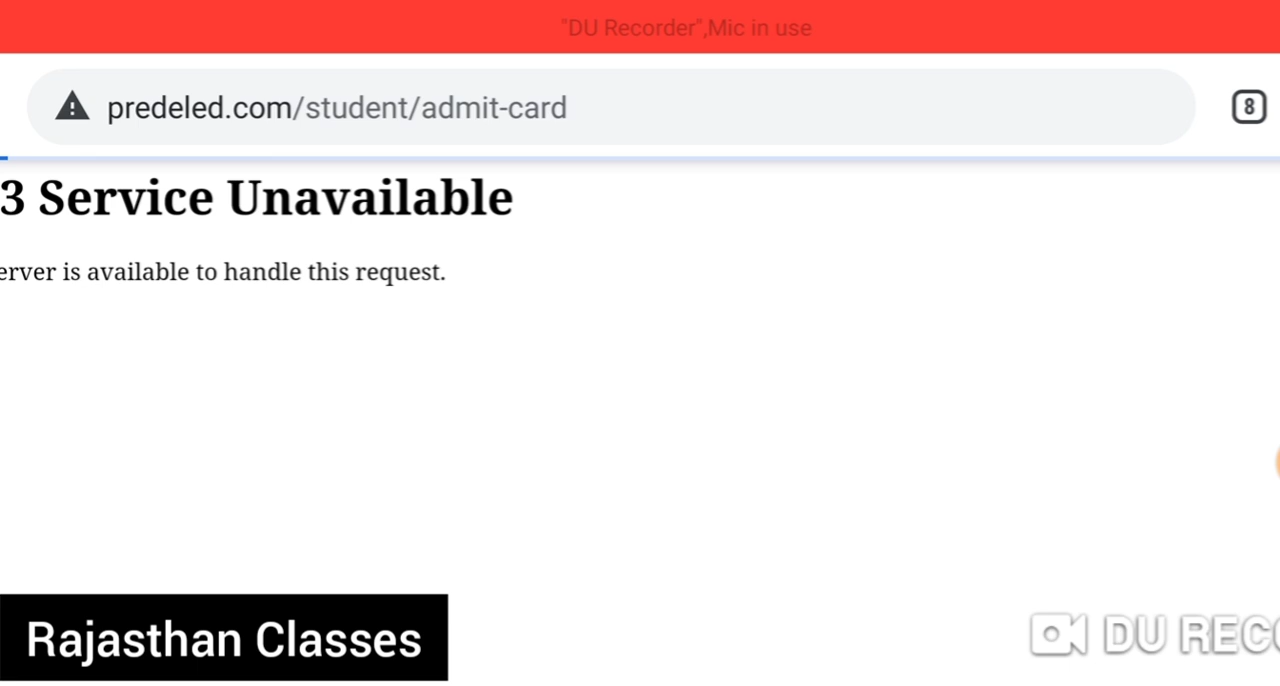 "DU Recorder",Mic in use
predeled.com/student/admit-card
8
3 Service Unavailable
erver is available to handle this request.
Rajasthan Classes
DU REC